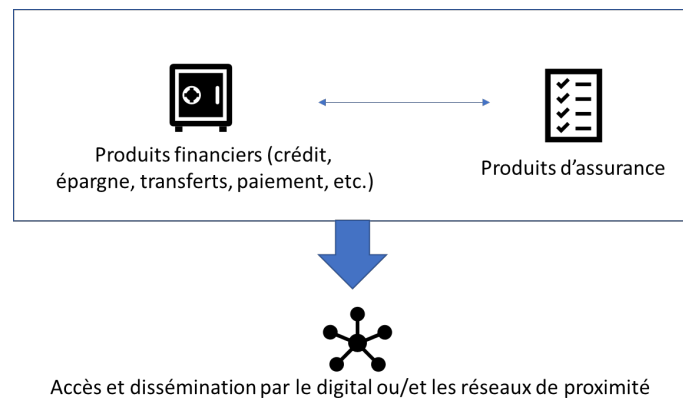 Produits financiers (crédit,
épargne, transferts, paiement, etc.)
Produits d’assurance
Accès et dissémination par le digital ou/et les réseaux de proximité